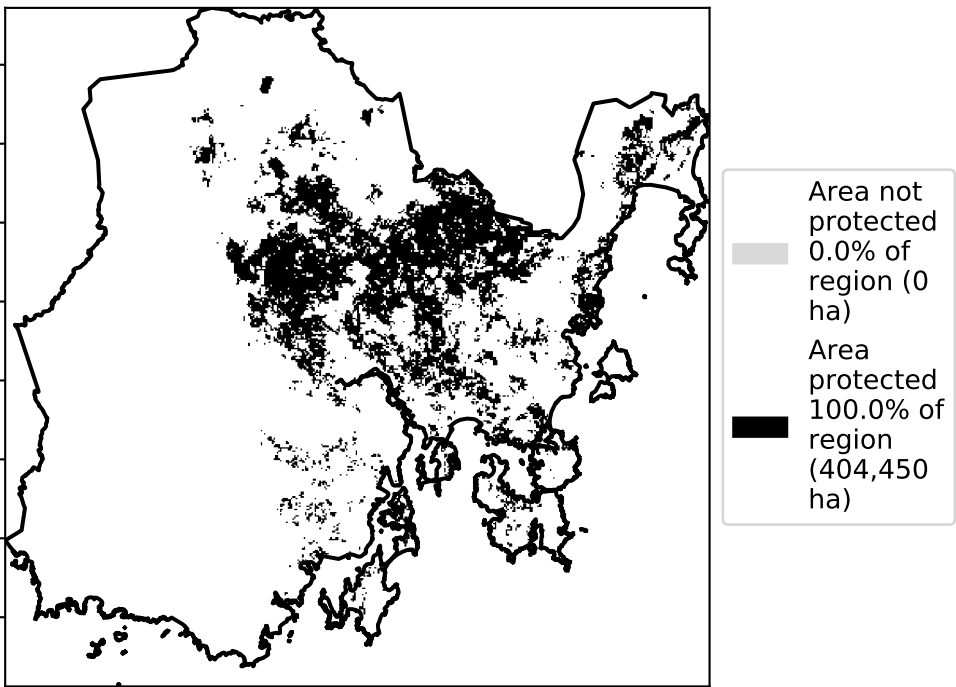 Area not
protected
0.0% of
region (0
ha)
Area
protected
100.0% of
region
(404,450
ha)